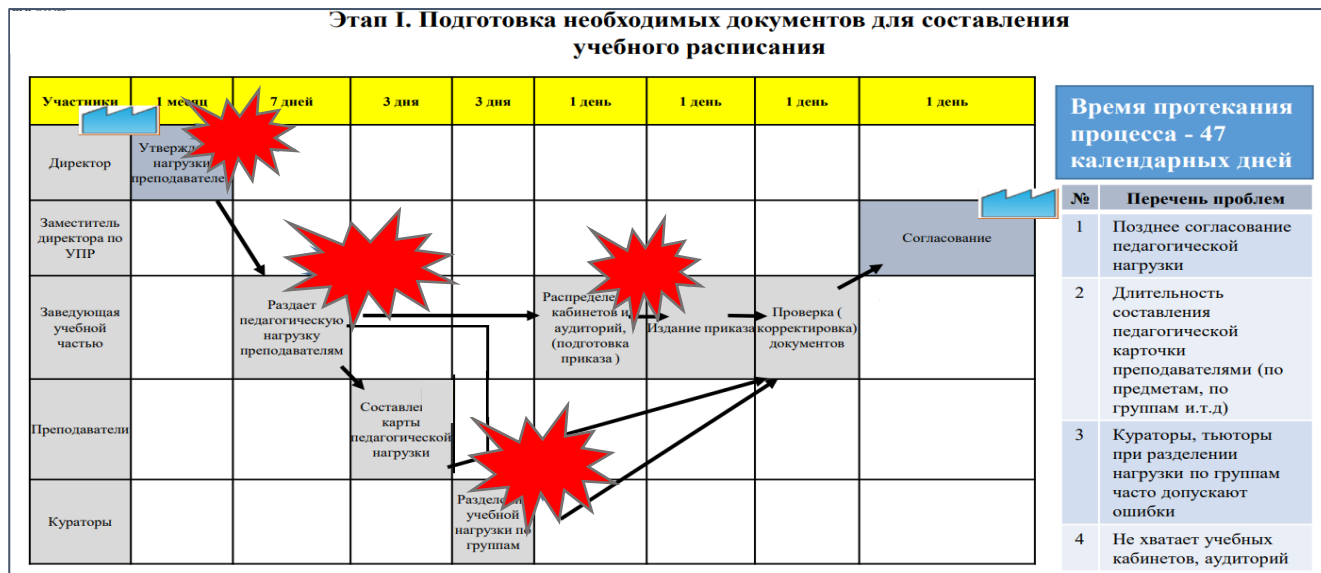 Этап I. Подготовка необходимых документов для составления
учебного расписания
Участники
1 месяц
7 дней
3 дня
3 дня
1 день
1 день
1 день
1 день
Директор
нагрузки
Заместитель
директора по
УПР
Согласование
Заведующая
учебной
частью
Раздает
педагогическую
нагрузку
преподавателям
кабинетов и
аудиторий,
(подготовка
приказа )
Издание приказа
Проверка (
корректировка)
документов
Преподаватели
карты
педагогической
нагрузки
Кураторы
учебной
нагрузки по
группам
Время протекания
процесса - 47
календарных дней
№ Перечень проблем
1 Позднее согласование
педагогической
нагрузки
2 Длительность
составления
педагогической
карточки
преподавателями (по
предметам, по
группам и.т.д)
3 Кураторы, тьюторы
при разделении
нагрузки по группам
часто допускают
ошибки
4 Не хватает учебных
кабинетов, аудиторий